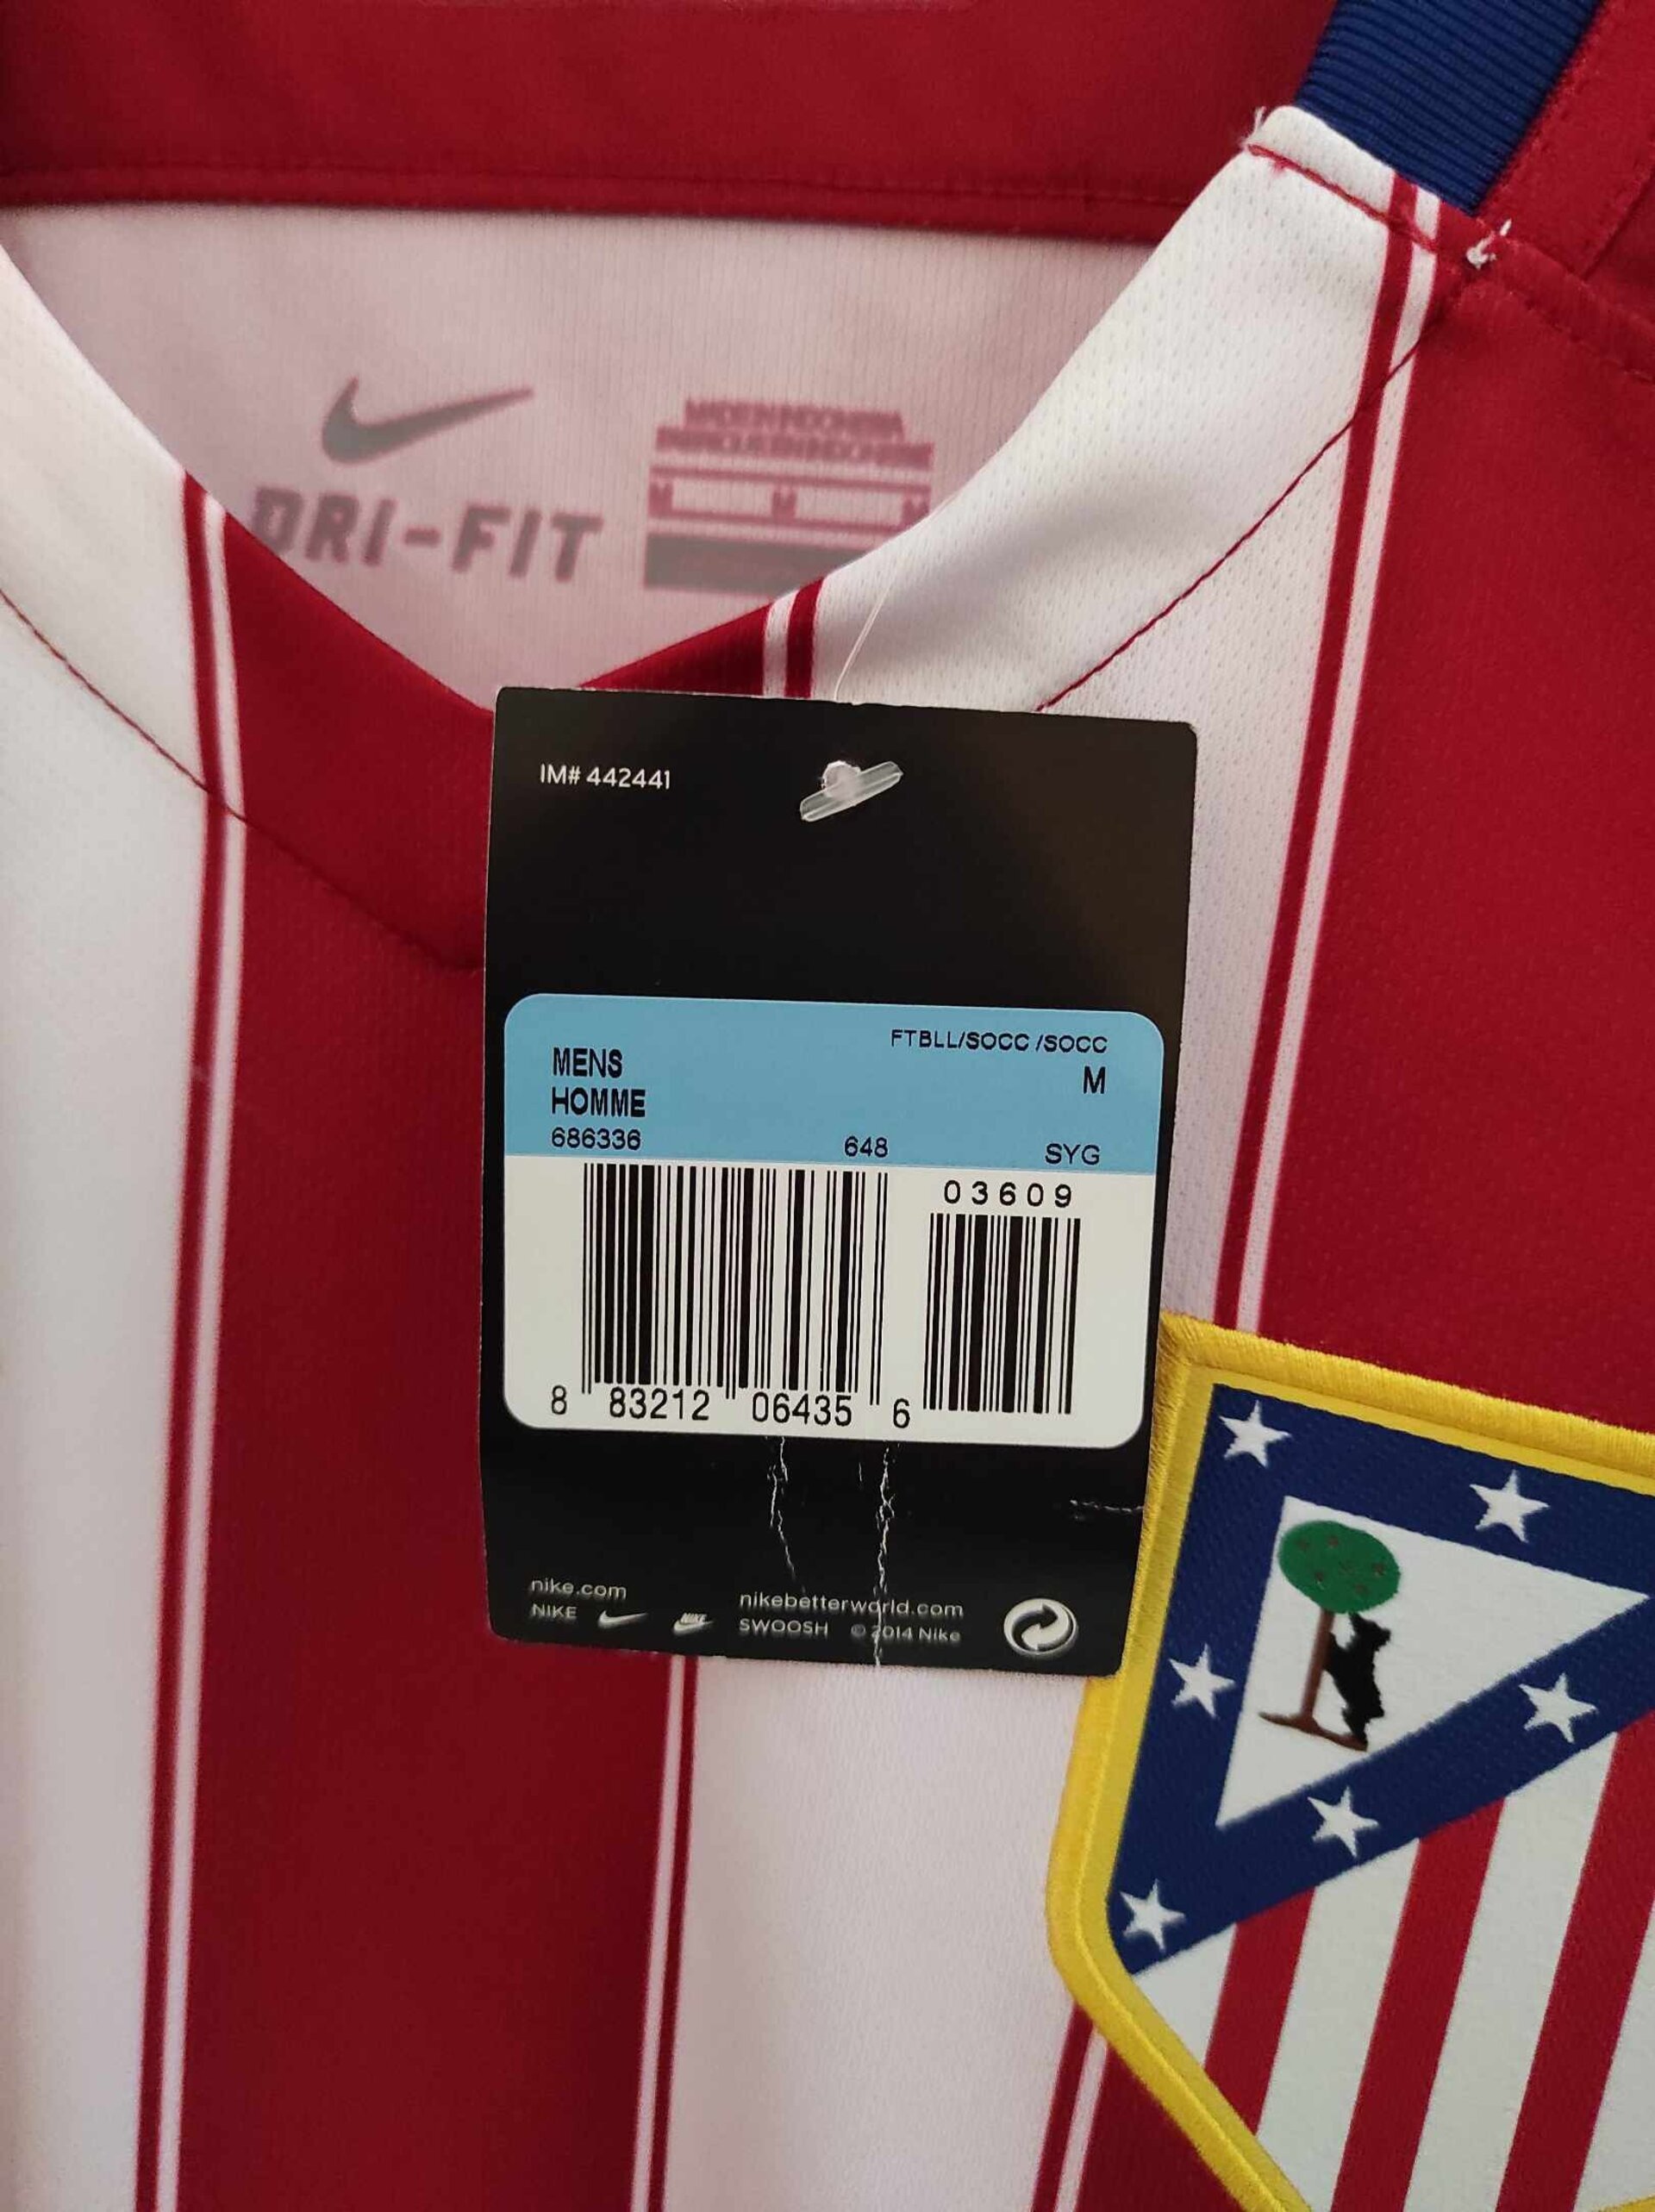 DRI-FIT
M M M
IM# 442441
FTBLL/SOCC /SOCC
MENS
M
HOMME
686336 648 SYG
03609
8 83212 06435 6
nike.com
nikebetterworld.com
NIKE NIKE SWOOSH © 2014 Nike